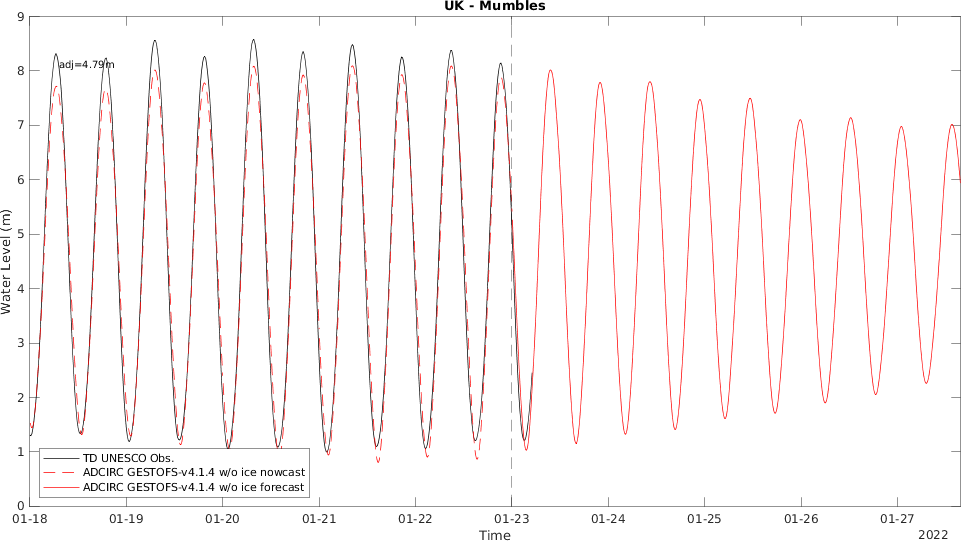 UK - Mumbles
adj=4.79m
Water Level (m)
9
8
7
6
5
4
3
2
1
0
TD UNESCO Obs.
ADCIRC GESTOFS-v4.1.4 w/o ice nowcast
ADCIRC GESTOFS-v4.1.4 w/o ice forecast
01-18 01-19 01-20 01-21 01-22 01-23 01-24 01-25 01-26 01-27
Time
2022